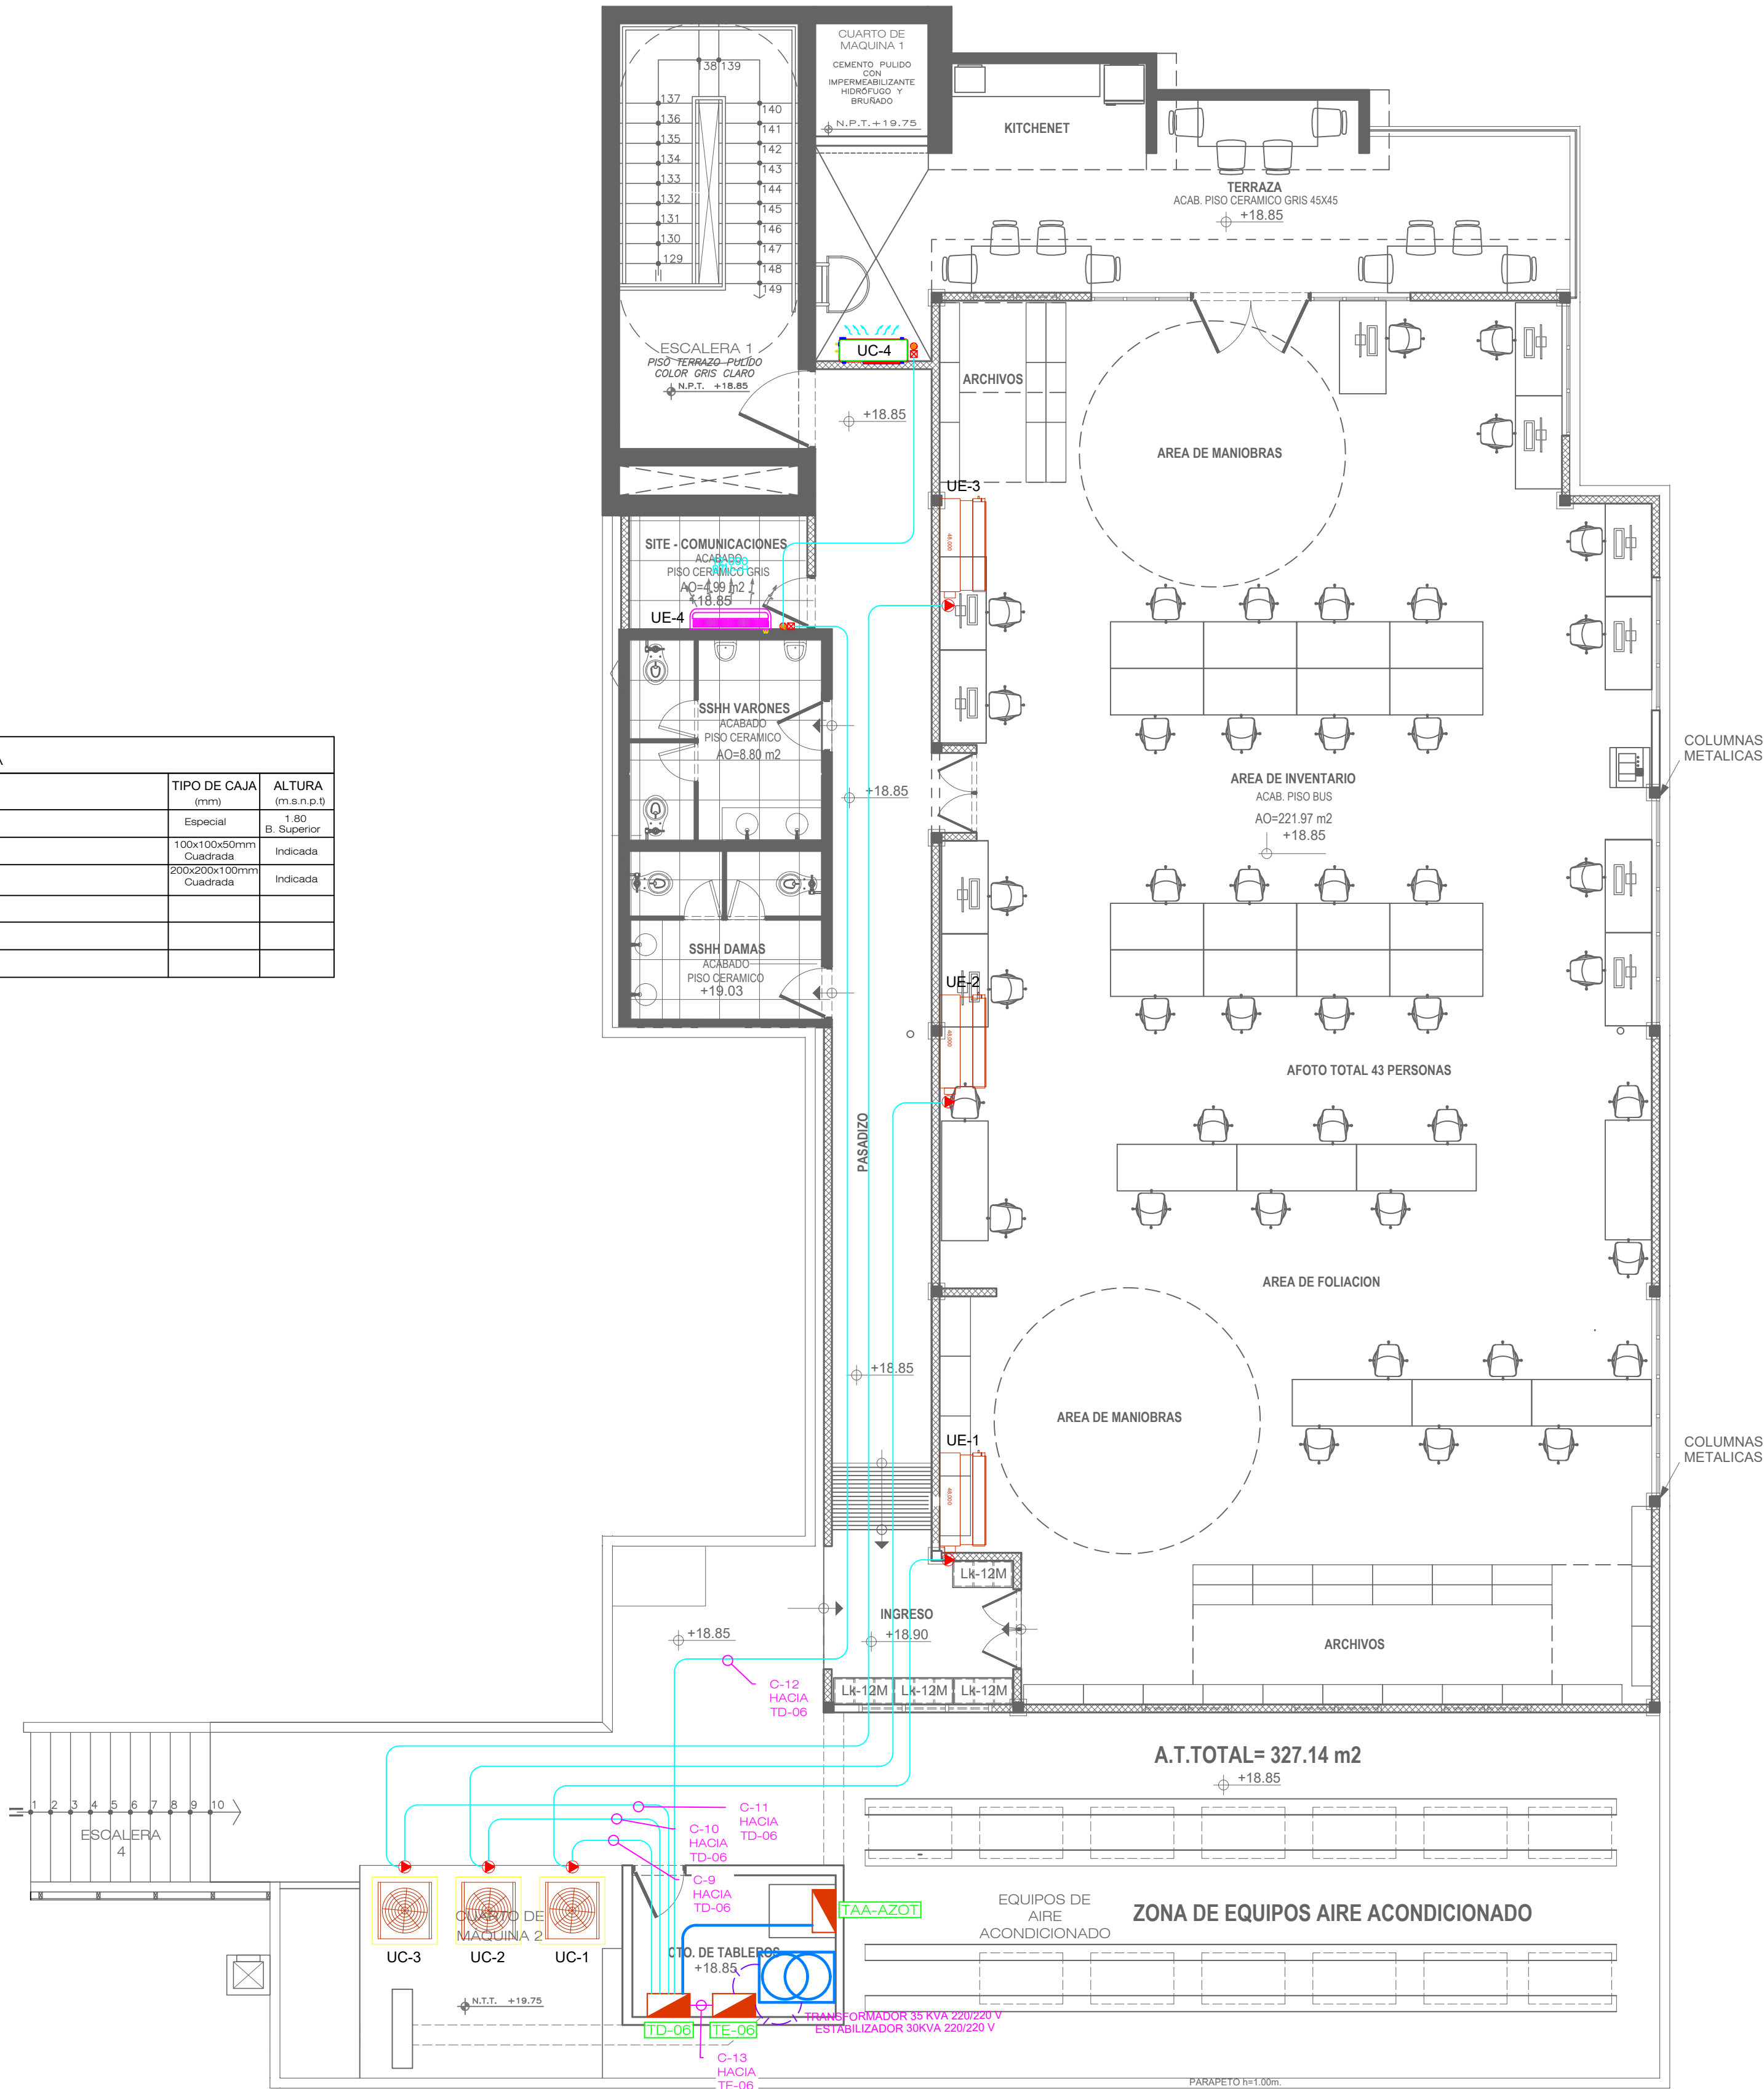 CUARTO DE
MAQUINA 1
CEMENTO PULIDO
CON
IMPERMEABILIZANTE
HIDRÓFUGO Y
BRUÑADO
N.P.T.+19.75
138
139
137
136
135
134
133
132
131
130
129
140
141
142
143
144
145
146
147
148
149
ESCALERA 1
PISO TERRAZO PULIDO
COLOR GRIS CLARO
N.P.T. +18.85
KITCHENET
TERRAZA
ACAB. PISO CERAMICO GRIS 45X45
+18.85
UC-4
+18.85
ARCHIVOS
AREA DE MANIOBRAS
UE-3
48,000
SITE - COMUNICACIONES
ACABADO
PISO CERAMICO GRIS
AO=4.99 m2
+18.85
UE-4
SSHH VARONES
ACABADO
PISO CERAMICO
AO=8.80 m2
+18.85
AREA DE INVENTARIO
ACAB. PISO BUS
AO=221.97 m2
+18.85
COLUMNAS
METALICAS
A
TIPO DE CAJA
(mm)
ALTURA
(m.s.n.p.t)
Especial
1.80
B. Superior
100x100x50mm
Cuadrada
Indicada
200x200x100mm
Cuadrada
Indicada
SSHH DAMAS
ACABADO
PISO CERAMICO
+19.03
UE-2
48,000
AFOTO TOTAL 43 PERSONAS
PASADIZO
AREA DE FOLIACION
+18.85
AREA DE MANIOBRAS
UE-1
48,000
COLUMNAS
METALICAS
Lk-12M
INGRESO
+18.90
+18.85
ARCHIVOS
Lk-12M
Lk-12M
Lk-12M
C-12
HACIA
TD-06
A.T.TOTAL= 327.14 m2
+18.85
1 2 3 4 5 6 7 8 9 10
ESCALERA
4
C-11
HACIA
TD-06
C-10
HACIA
TD-06
C-9
HACIA
TD-06
CUARTO DE
MAQUINA 2
UC-3
UC-2
UC-1
N.T.T. +19.75
TAA-AZOT
CTO. DE TABLEROS
+18.85
EQUIPOS DE
AIRE
ACONDICIONADO
ZONA DE EQUIPOS AIRE ACONDICIONADO
TRANSFORMADOR 35 KVA 220/220 V
ESTABILIZADOR 30KVA 220/220 V
TD-06
TE-06
C-13
HACIA
TE-06
PARAPETO h=1.00m.